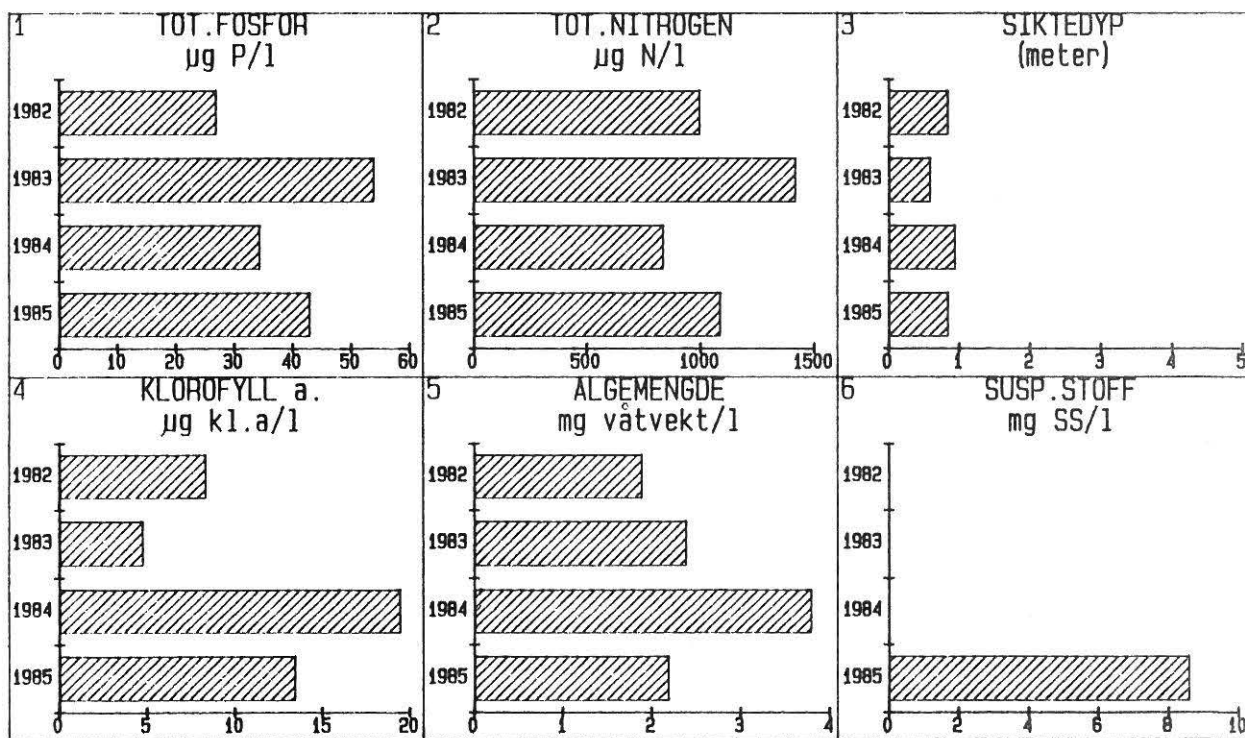 1
TOT.FOSFOR
µg P/l
1982
1983
1984
1985
0 10 20 30 40 50 60
2
TOT.NITROGEN
µg N/l
1982
1983
1984
1985
0 500 1000 1500
3
SIKTEDYP
(meter)
1982
1983
1984
1985
0 1 2 3 4 5
4
KLOROFYLL a.
µg kl.a/l
1982
1983
1984
1985
0 5 10 15 20
5
ALGEMENGDE
mg våtvekt/l
1982
1983
1984
1985
0 1 2 3 4
6
SUSP.STOFF
mg SS/l
1982
1983
1984
1985
0 2 4 6 8 10